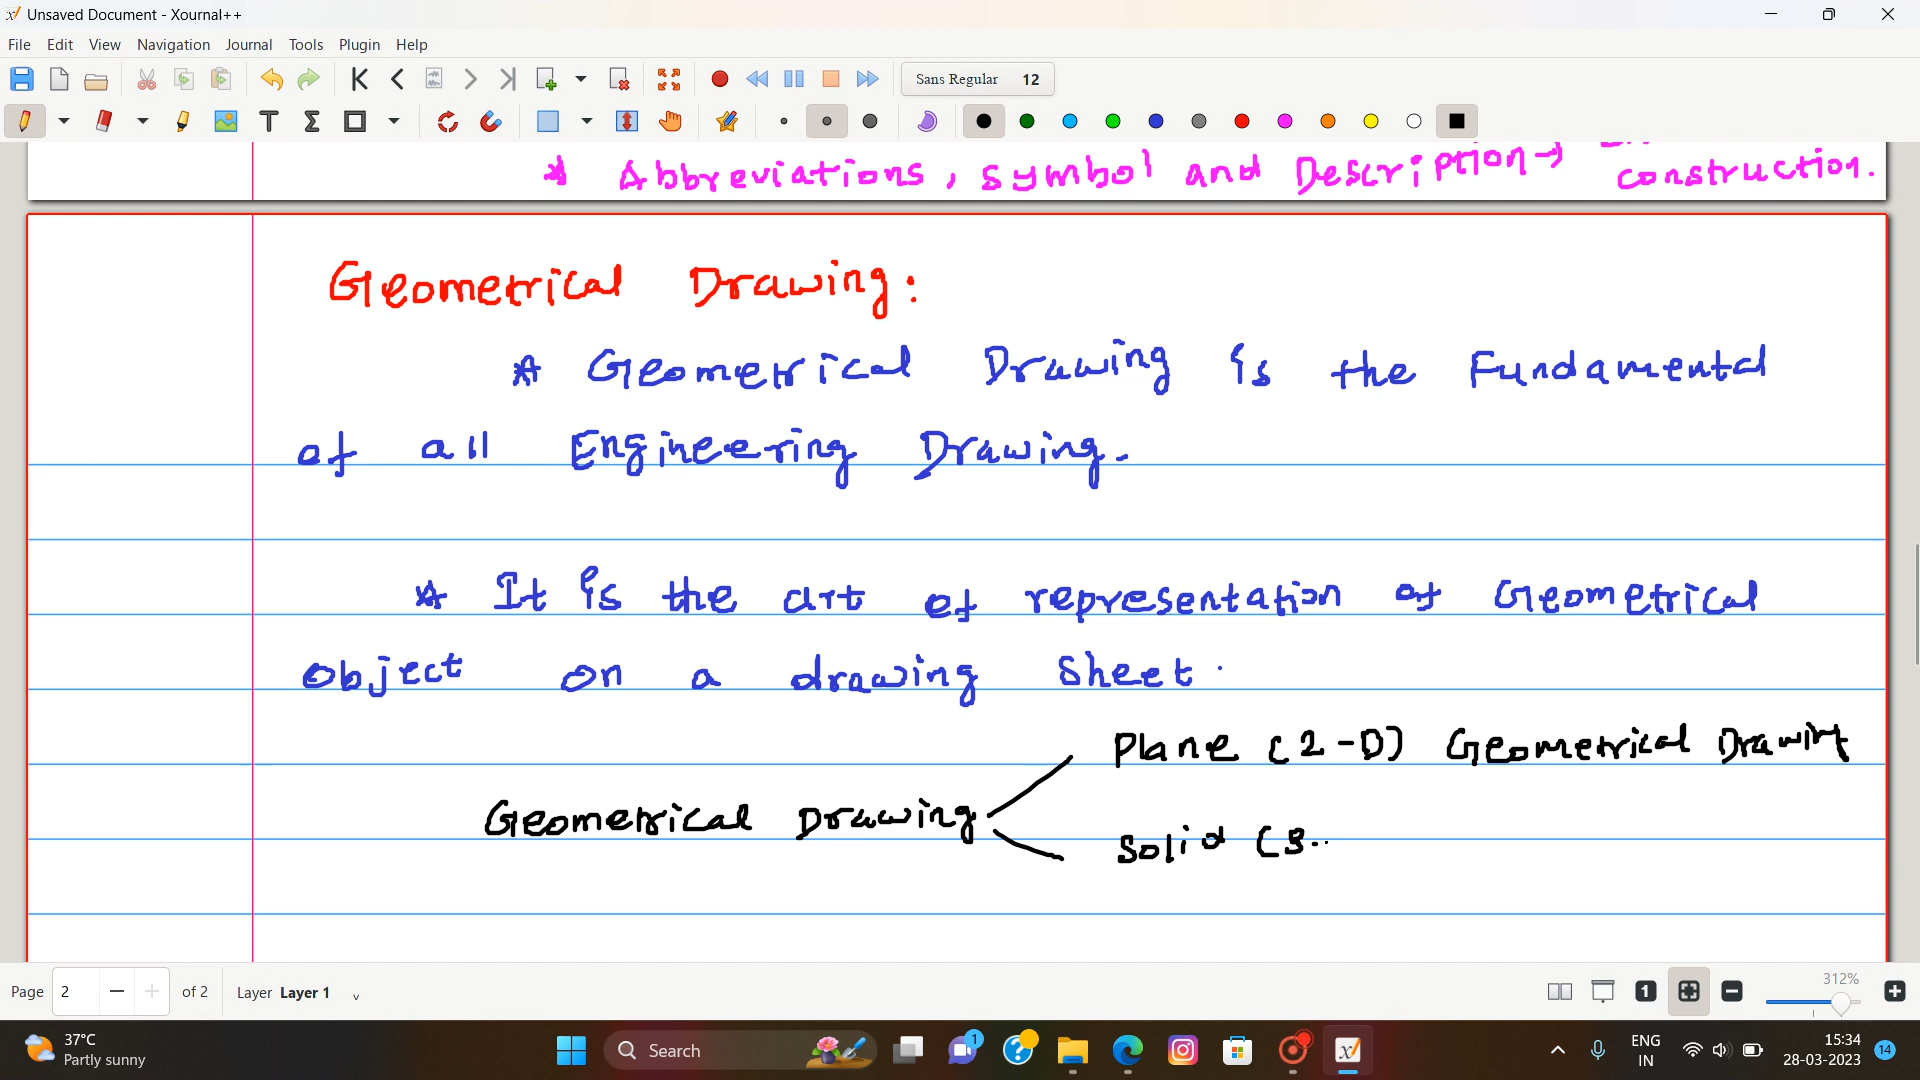 Unsaved Document - Xournal++
File Edit View Navigation Journal Tools Plugin Help
Sans Regular 12
* Abbreviations, symbol and Description →
construction.
Geometrical Drawing:
* Geometrical Drawing is the Fundamental
of all Engineering Drawing.
* It is the art of representation of Geometrical
Object on a drawing Sheet.
Plane (2-D) Geometrical Drawing
Geometrical Drawing
Solid (3-
Page 2 of 2 Layer Layer 1
312%
37°C
Partly sunny
Search
1
ENG
IN
15:34
28-03-2023
14